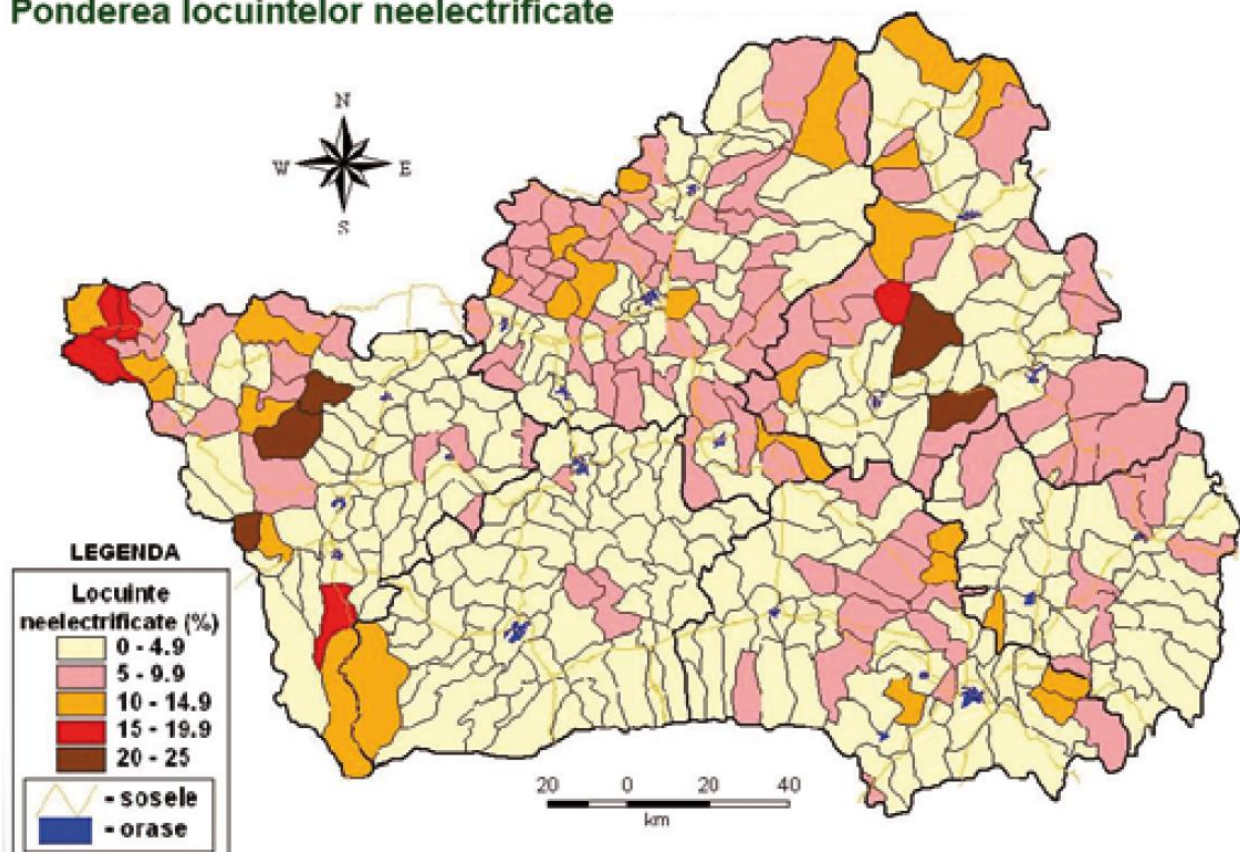 Ponderea locuintelor neelectrificate
N
W E
S
LEGENDA
Locuinte
neelectrificate (%)
0 - 4.9
5 - 9.9
10 - 14.9
15 - 19.9
20 - 25
- sosele
- orase
20 0 20 40
km